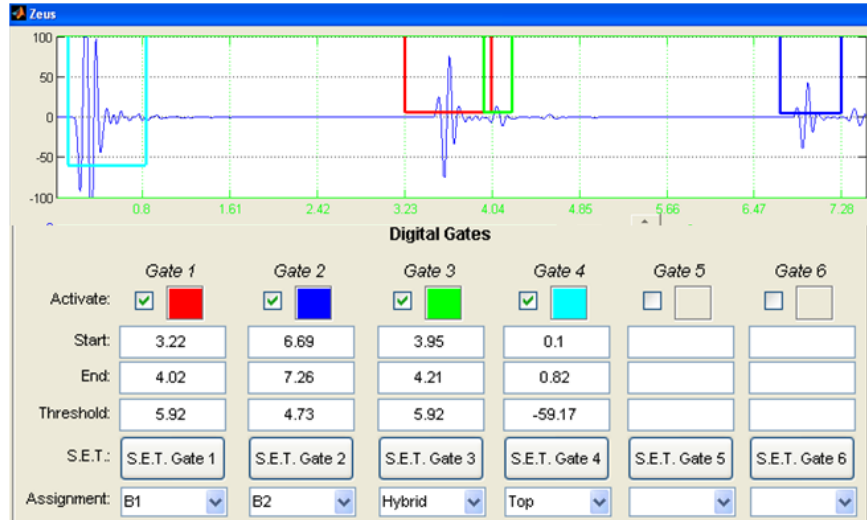 Zeus
100
50
0
-50
-100
0.8 1.61 2.42 3.23 4.04 4.85 5.66 6.47 7.28
Digital Gates
Gate 1 Gate 2 Gate 3 Gate 4 Gate 5 Gate 6
Activate:
Start: 3.22 6.69 3.95 0.1
End: 4.02 7.26 4.21 0.82
Threshold: 5.92 4.73 5.92 -59.17
S.E.T.: S.E.T. Gate 1 S.E.T. Gate 2 S.E.T. Gate 3 S.E.T. Gate 4 S.E.T. Gate 5 S.E.T. Gate 6
Assignment: B1 B2 Hybrid Top